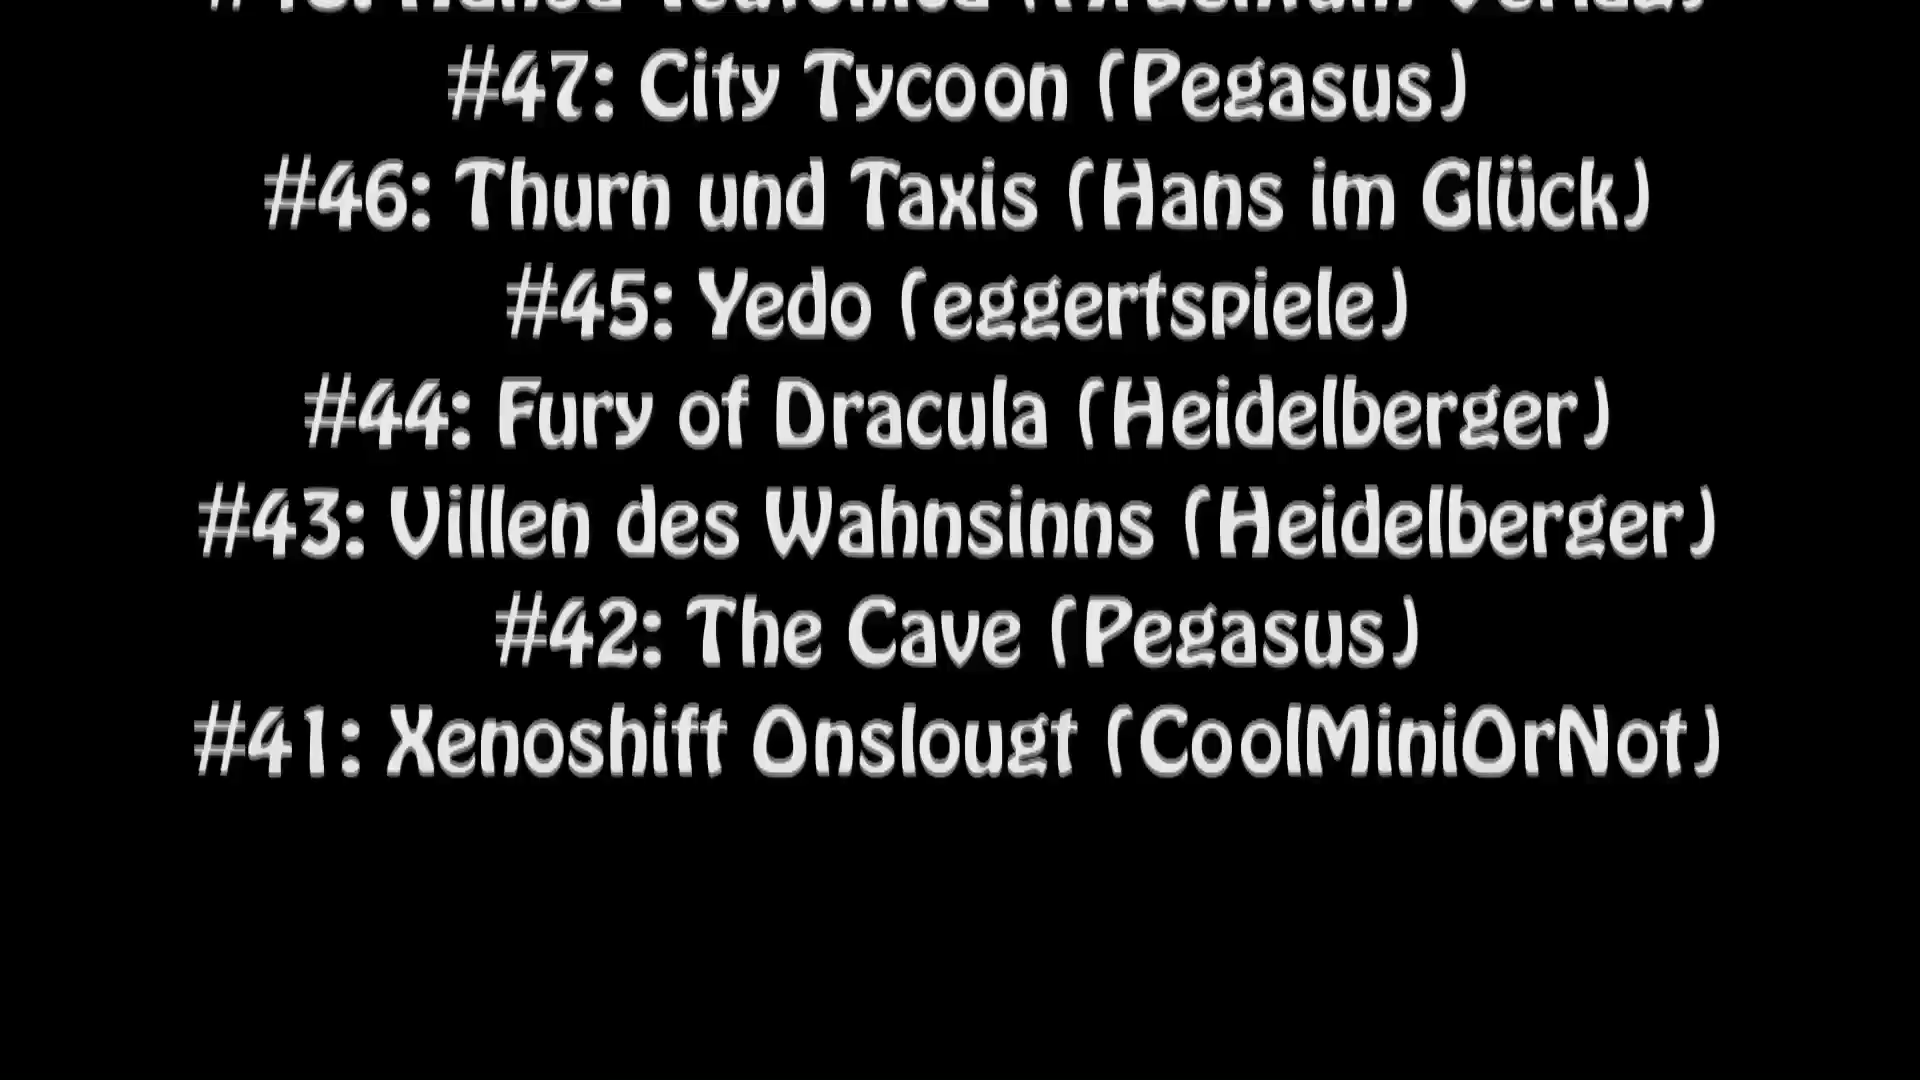 #47: City Tycoon (Pegasus)
#46: Thurn und Taxis (Hans im Glück)
#45: Yedo (eggertspiele)
#44: Fury of Dracula (Heidelberger)
#43: Villen des Wahnsinns (Heidelberger)
#42: The Cave (Pegasus)
#41: Xenoshift Onslougt (CoolMiniOrNot)